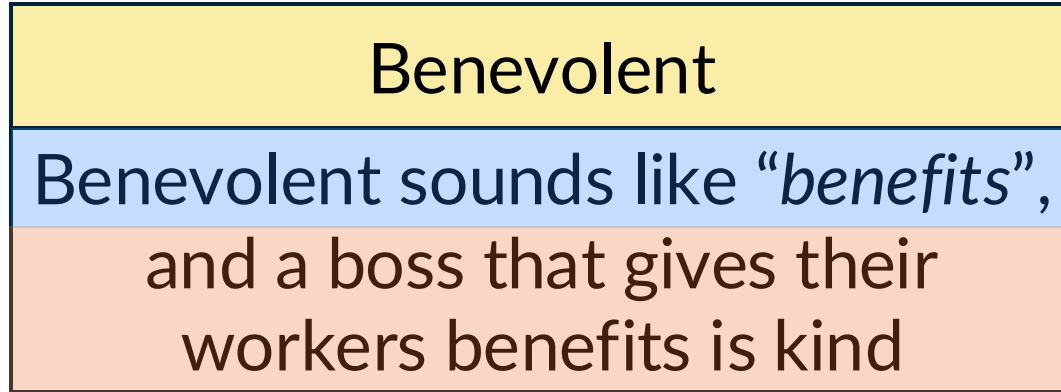 Benevolent
Benevolent sounds like “benefits”,
and a boss that gives their
workers benefits is kind